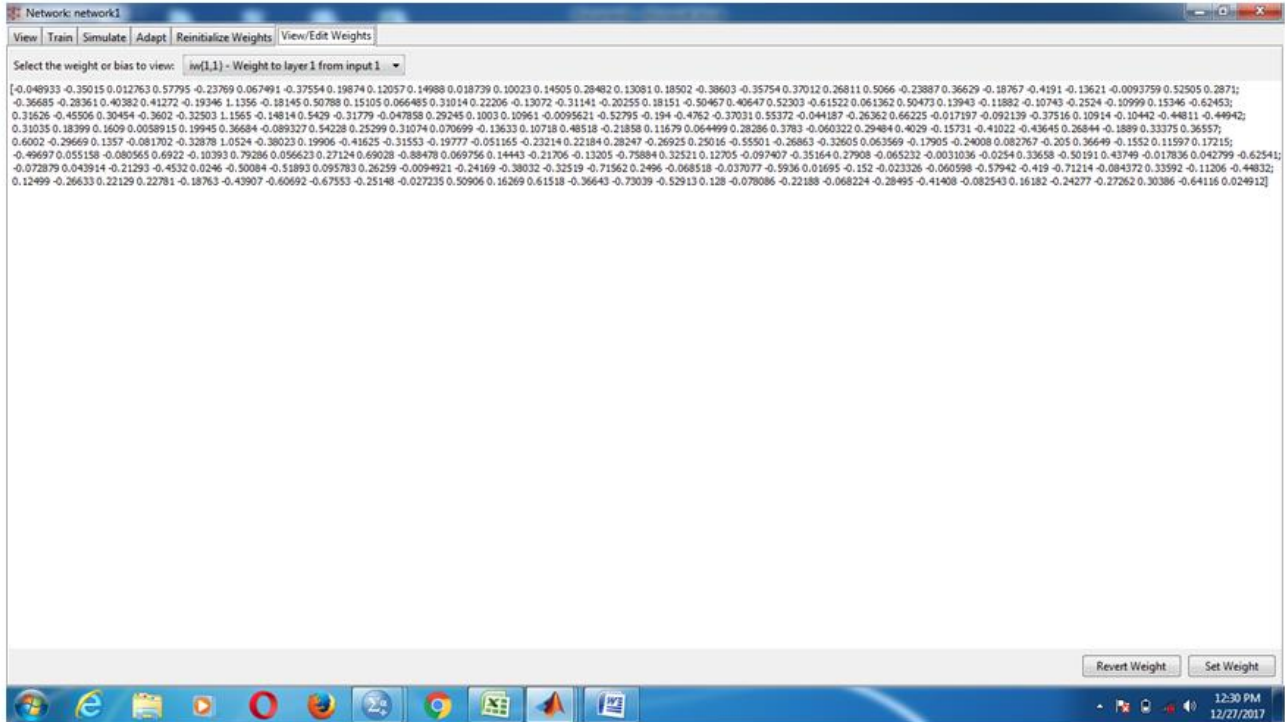 Network: network1
View Train Simulate Adapt Reinitialize Weights View/Edit Weights
Select the weight or bias to view: iw{1,1} - Weight to layer 1 from input 1
[-0.048933 -0.35015 0.012763 0.57795 -0.23769 0.067491 -0.37554 0.19874 0.12057 0.14988 0.018739 0.10023 0.14505 0.28482 0.13081 0.18502 -0.38603 -0.35754 0.37012 0.26811 0.5066 -0.23887 0.36629 -0.18767 -0.4191 -0.13621 -0.0093759 0.52505 0.2871;
-0.36685 -0.28361 0.40382 0.41272 -0.19346 1.1356 -0.18145 0.50788 0.15105 0.066485 0.31014 0.22206 -0.13072 -0.31141 -0.20255 0.18151 -0.50467 0.40647 0.52303 -0.61522 0.061362 0.50473 0.13943 -0.11882 -0.10743 -0.2524 -0.10999 0.15346 -0.62453;
0.31626 -0.45506 0.30454 -0.3602 -0.32503 1.1565 -0.14814 0.5429 -0.31779 -0.047858 0.29245 0.1003 0.10961 -0.0095621 -0.52795 -0.194 -0.4762 -0.37031 0.55372 -0.044187 -0.26362 0.66225 -0.017197 -0.092139 -0.37516 0.10914 -0.10442 -0.44811 -0.44942;
0.31035 0.18399 0.1609 0.0058915 0.19945 0.36684 -0.089327 0.54228 0.25299 0.31074 0.070699 -0.13633 0.10718 0.48518 -0.21858 0.11679 0.064499 0.28286 0.3783 -0.060322 0.29484 0.4029 -0.15731 -0.41022 -0.43645 0.26844 -0.1889 0.33375 0.36557;
0.6002 -0.29669 0.1357 -0.081702 -0.32878 1.0524 -0.38023 0.19906 -0.41625 -0.31553 -0.19777 -0.051165 -0.23214 0.22184 0.28247 -0.26925 0.25016 -0.55501 -0.26863 -0.32605 0.063569 -0.17905 -0.24008 0.082767 -0.205 0.36649 -0.1552 0.11597 0.17215;
-0.49697 0.055158 -0.080565 0.6922 -0.10393 0.79286 0.056623 0.27124 0.69028 -0.88478 0.069756 0.14443 -0.21706 -0.13205 -0.75884 0.32521 0.12705 -0.097407 -0.35164 0.27908 -0.065232 -0.0031036 -0.0254 0.33658 -0.50191 0.43749 -0.017836 0.042799 -0.62541;
-0.072879 0.043914 -0.21293 -0.4532 0.0246 -0.50084 -0.51893 0.095783 0.26259 -0.0094921 -0.24169 -0.38032 -0.32519 -0.71562 0.2496 -0.068518 -0.037077 -0.5936 0.01695 -0.152 -0.023326 -0.060598 -0.57942 -0.419 -0.71214 -0.084372 0.33592 -0.11206 -0.44832;
0.12499 -0.26633 0.22129 0.22781 -0.18763 -0.43907 -0.60692 -0.67553 -0.25148 -0.027235 0.50906 0.16269 0.61518 -0.36643 -0.73039 -0.52913 0.128 -0.078086 -0.22188 -0.068224 -0.28495 -0.41408 -0.082543 0.16182 -0.24277 -0.27262 0.30386 -0.64116 0.024912]
Revert Weight Set Weight
12:30 PM
12/27/2017